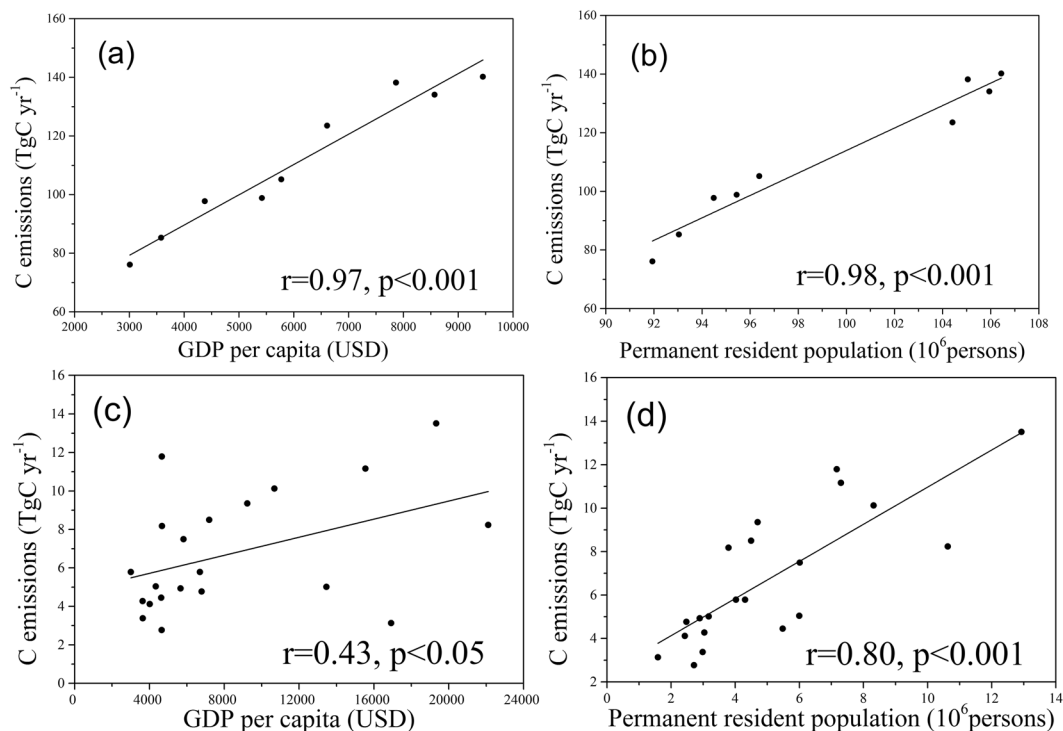 (a)
160
140
120
100
80
60
C emissions (TgC yr⁻¹)
r=0.97, p<0.001
2000 3000 4000 5000 6000 7000 8000 9000 10000
GDP per capita (USD)
(b)
160
140
120
100
80
60
C emissions (TgC yr⁻¹)
r=0.98, p<0.001
90 92 94 96 98 100 102 104 106 108
Permanent resident population (10⁶persons)
(c)
16
14
12
10
8
6
4
2
0
C emissions (TgC yr⁻¹)
r=0.43, p<0.05
4000 8000 12000 16000 20000 24000
GDP per capita (USD)
(d)
16
14
12
10
8
6
4
2
C emissions (TgC yr⁻¹)
r=0.80, p<0.001
0 2 4 6 8 10 12 14
Permanent resident population (10⁶persons)